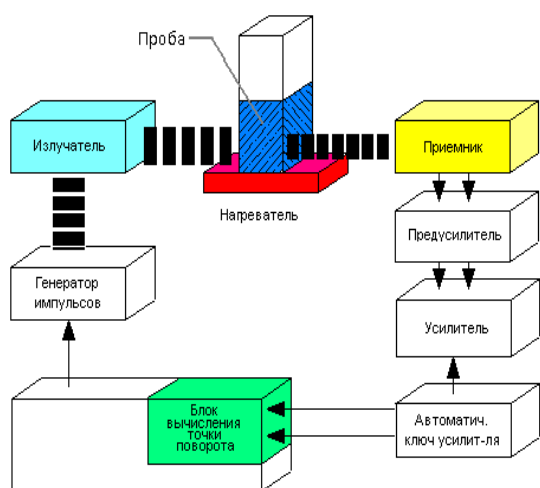 Проба
Излучатель
Приемник
Нагреватель
Предусилитель
Генератор
импульсов
Усилитель
Блок
вычисления
точки
поворота
Автоматич.
ключ усилит-ля